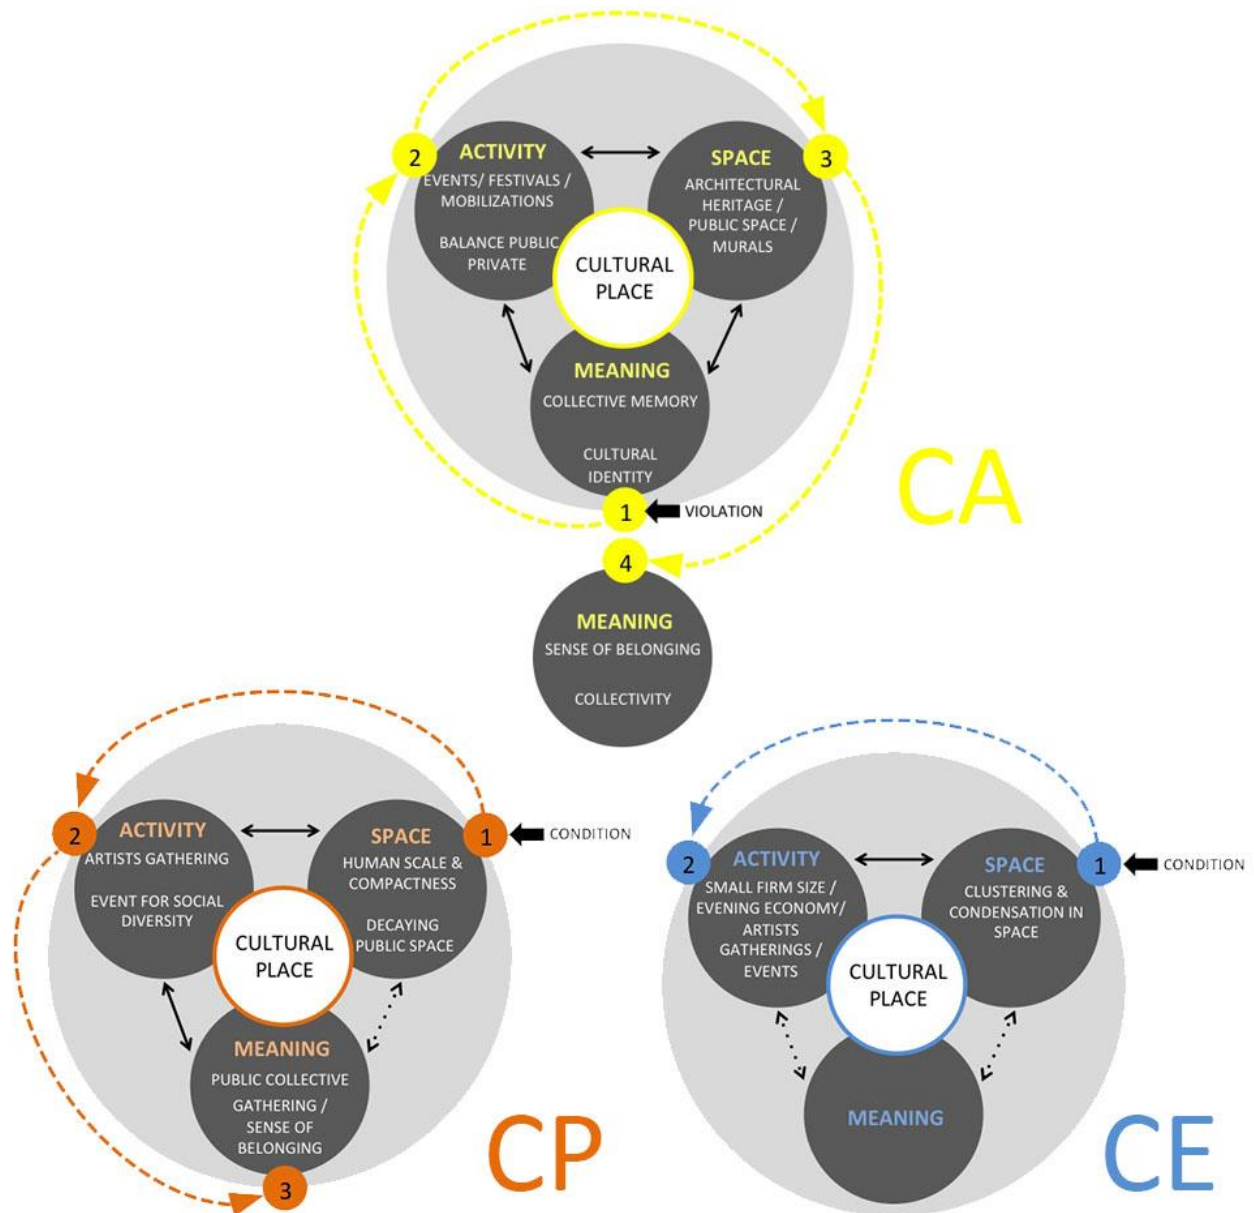 2
ACTIVITY
EVENTS/ FESTIVALS /
MOBILIZATIONS
BALANCE PUBLIC
PRIVATE
SPACE
3
ARCHITECTURAL
HERITAGE /
PUBLIC SPACE /
MURALS
CULTURAL
PLACE
MEANING
COLLECTIVE MEMORY
CULTURAL
IDENTITY
1
VIOLATION
CA
4
MEANING
SENSE OF BELONGING
COLLECTIVITY
2
ACTIVITY
ARTISTS GATHERING
EVENT FOR SOCIAL
DIVERSITY
SPACE
1
CONDITION
HUMAN SCALE &
COMPACTNESS
DECAYING
PUBLIC SPACE
CULTURAL
PLACE
MEANING
PUBLIC COLLECTIVE
GATHERING /
SENSE OF
BELONGING
3
CP
2
ACTIVITY
SMALL FIRM SIZE /
EVENING ECONOMY/
ARTISTS
GATHERINGS /
EVENTS
SPACE
1
CONDITION
CLUSTERING &
CONDENSATION IN
SPACE
CULTURAL
PLACE
MEANING
CE